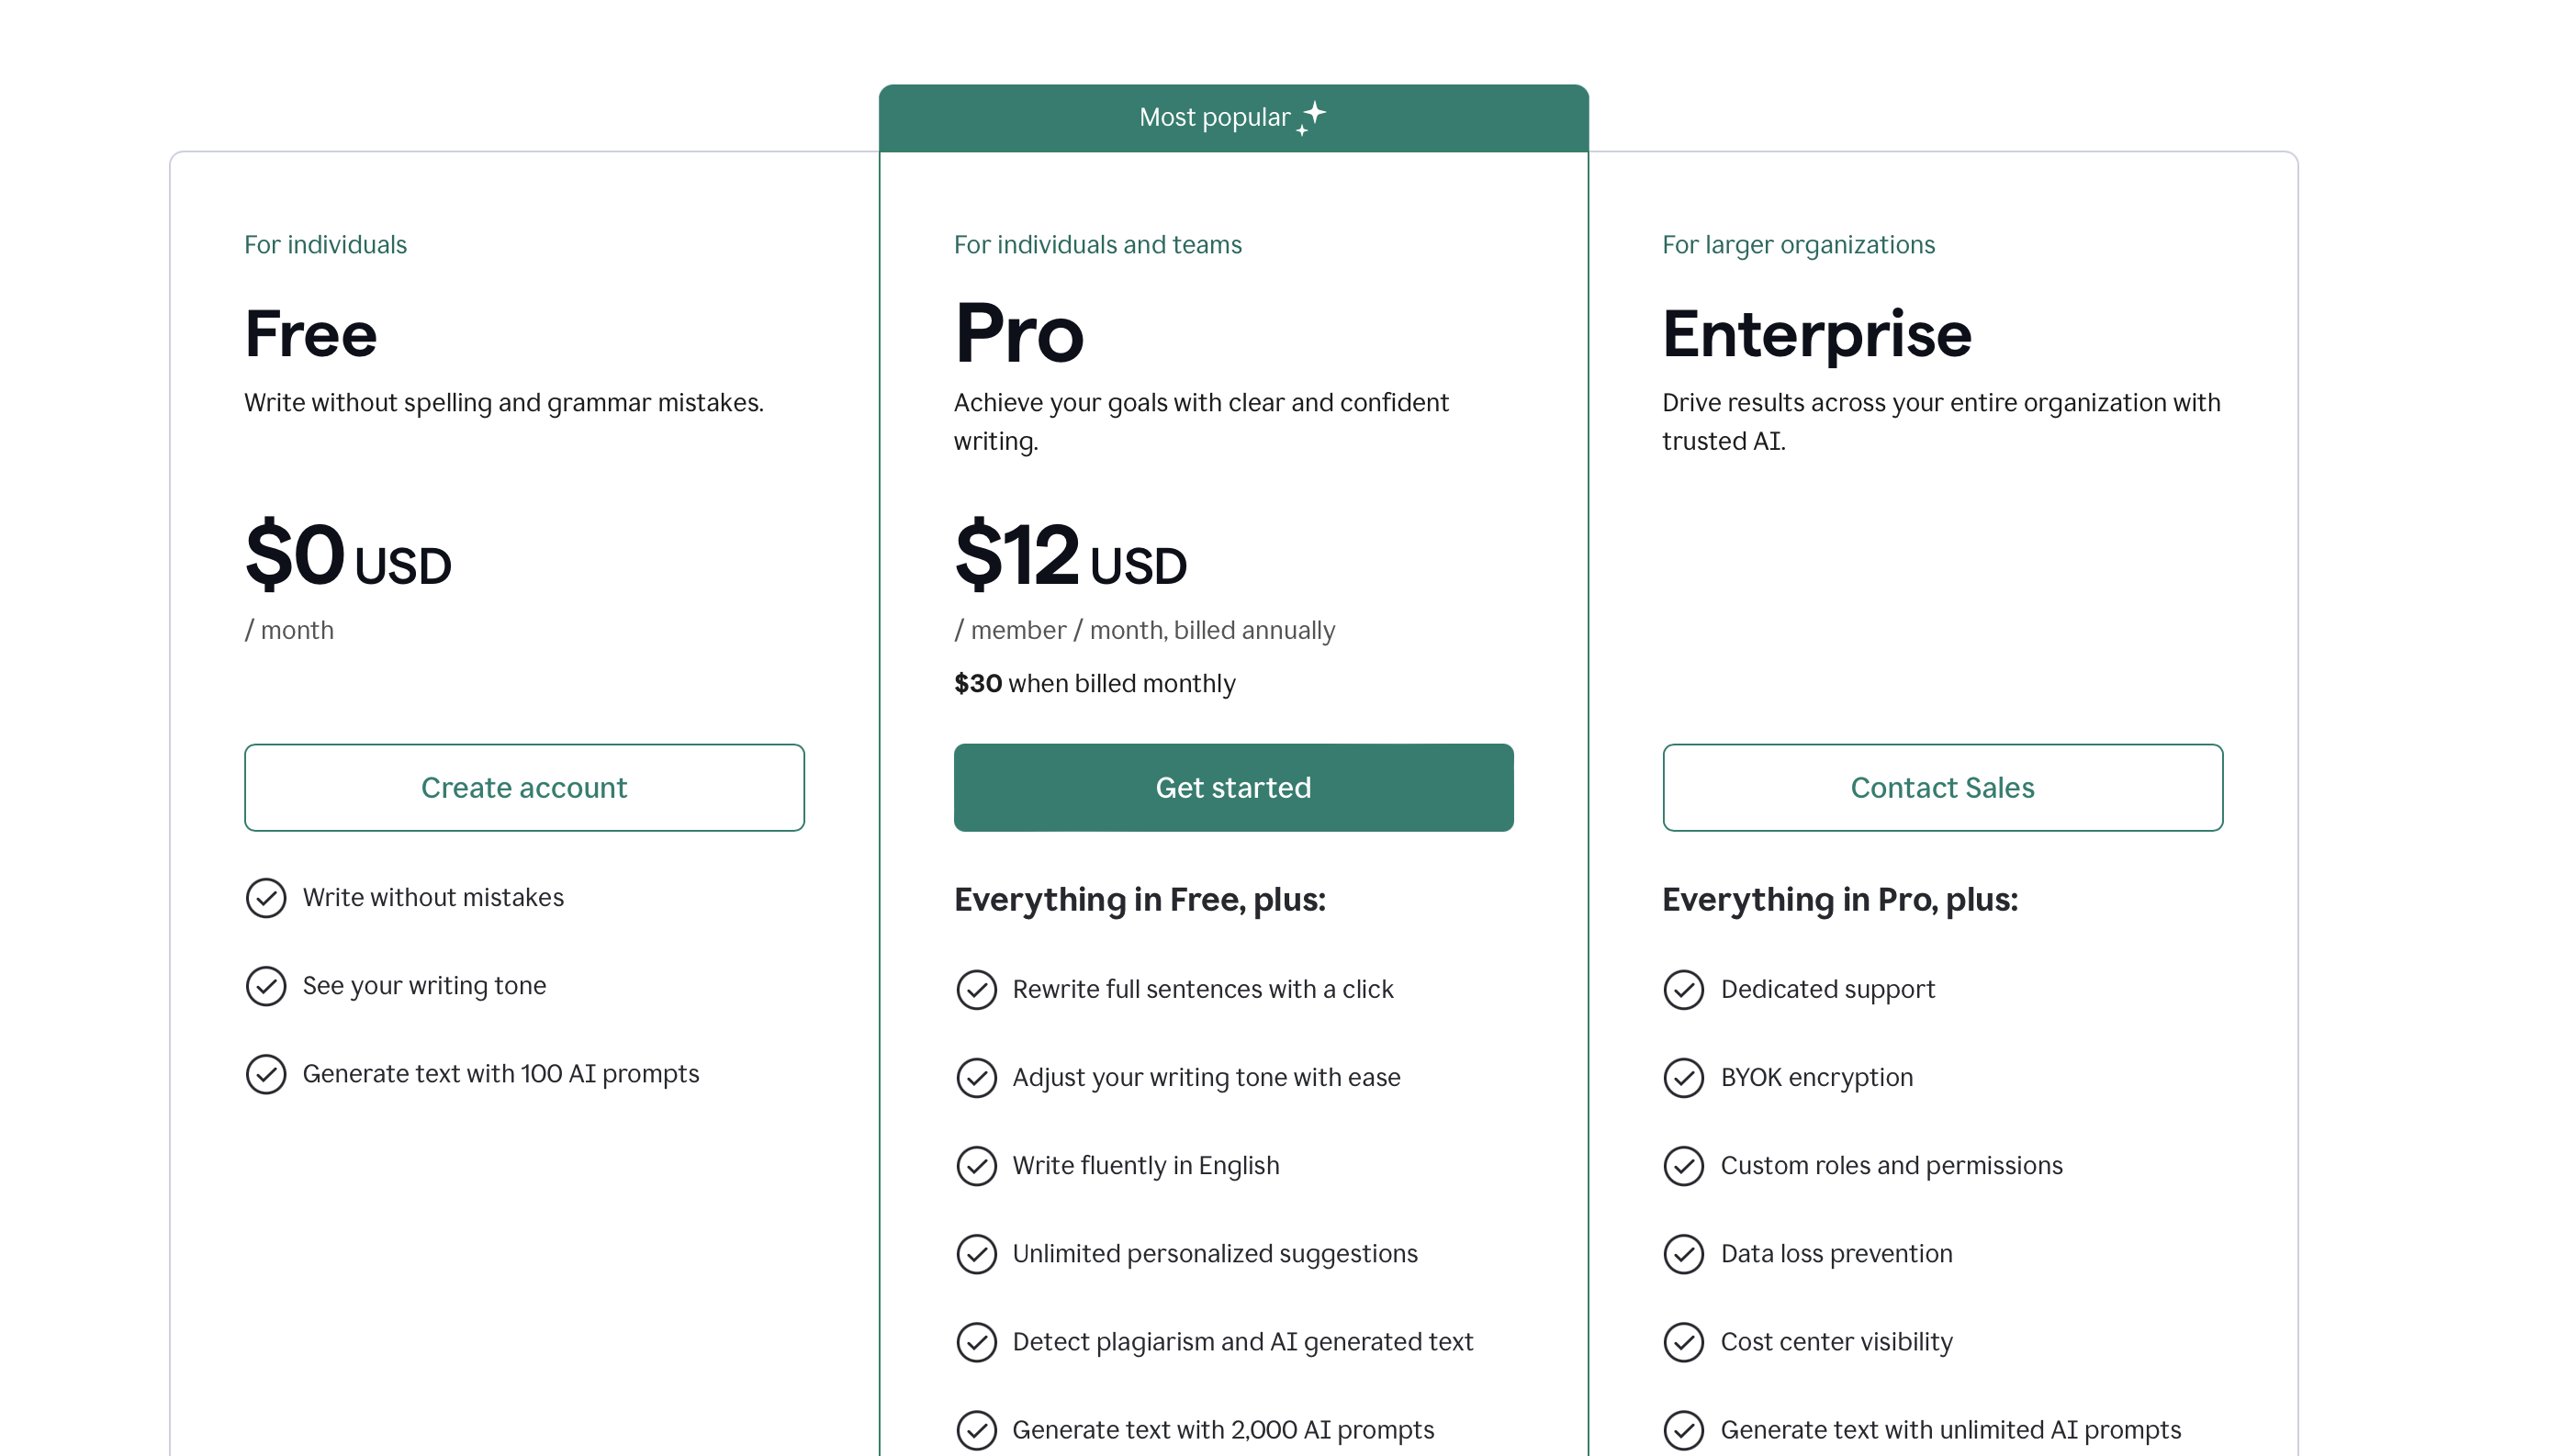 Most popular
For individuals
Free
Write without spelling and grammar mistakes.
$0 USD
/ month
Create account
Write without mistakes
See your writing tone
Generate text with 100 AI prompts
For individuals and teams
Pro
Achieve your goals with clear and confident
writing.
$12 USD
/ member / month, billed annually
$30 when billed monthly
Get started
Everything in Free, plus:
Rewrite full sentences with a click
Adjust your writing tone with ease
Write fluently in English
Unlimited personalized suggestions
Detect plagiarism and AI generated text
Generate text with 2,000 AI prompts
For larger organizations
Enterprise
Drive results across your entire organization with
trusted AI.
Contact Sales
Everything in Pro, plus:
Dedicated support
BYOK encryption
Custom roles and permissions
Data loss prevention
Cost center visibility
Generate text with unlimited AI prompts